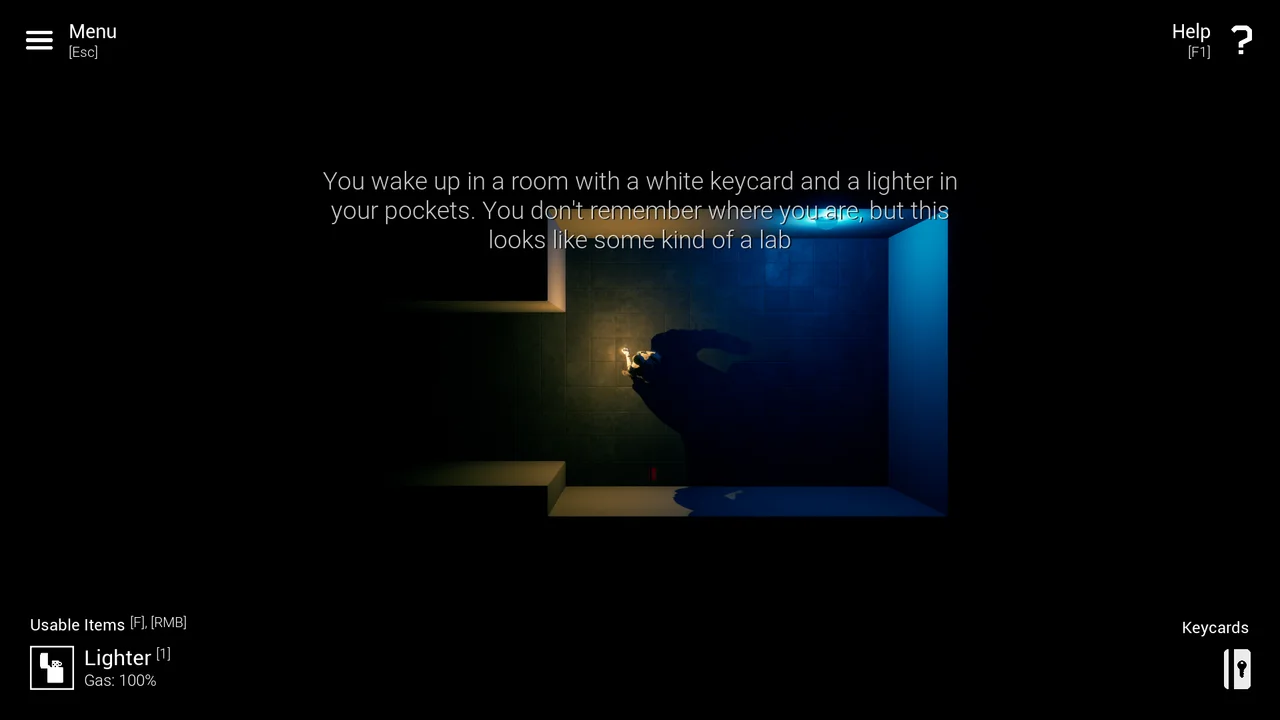 Menu
[Esc]
Help
[F1]
?
You wake up in a room with a white keycard and a lighter in
your pockets. You don't remember where you are, but this
looks like some kind of a lab
Usable Items [F], [RMB]
Lighter [1]
Gas: 100%
Keycards